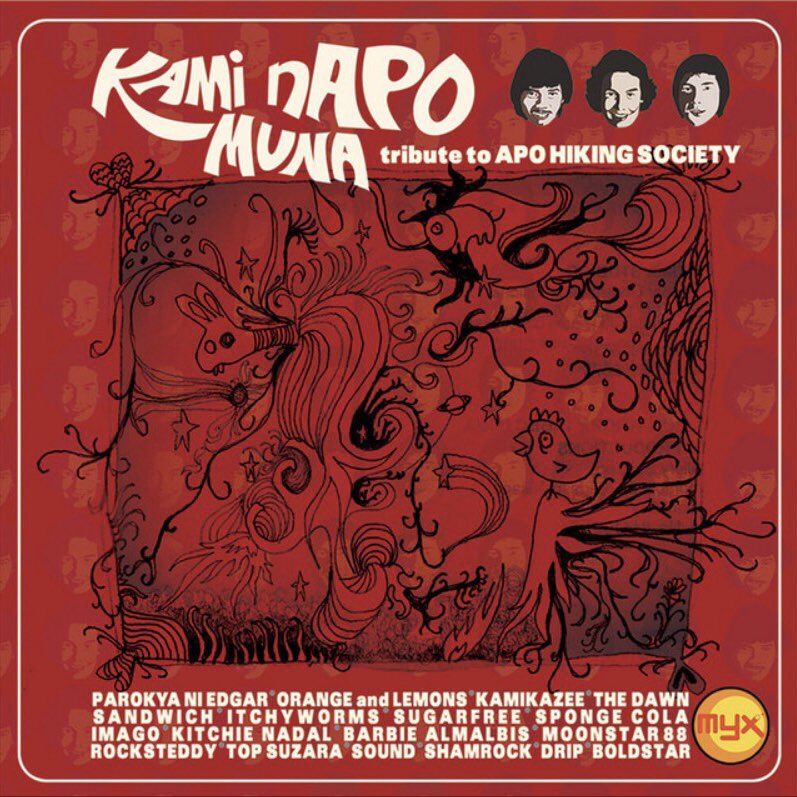 KAMI nAPO
MUNA
tribute to APO HIKING SOCIETY
PAROKYA NI EDGAR*ORANGE and LEMONS*KAMIKAZEE*THE DAWN
SANDWICH*ITCHYWORMS*SUGARFREE*SPONGE COLA
IMAGO*KITCHIE NADAL*BARBIE ALMALBIS*MOONSTAR 88
ROCKSTEDDY*TOP SUZARA*SOUND*SHAMROCK*DRIP*BOLDSTAR
myx